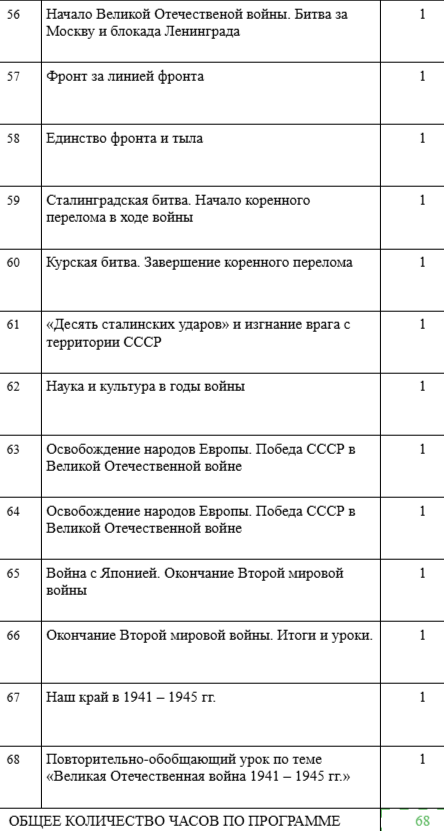 56 Начало Великой Отечественой войны. Битва за 1
Москву и блокада Ленинграда
57 Фронт за линией фронта 1
58 Единство фронта и тыла 1
59 Сталинградская битва. Начало коренного 1
перелома в ходе войны
60 Курская битва. Завершение коренного перелома 1
61 «Десять сталинских ударов» и изгнание врага с 1
территории СССР
62 Наука и культура в годы войны 1
63 Освобождение народов Европы. Победа СССР в 1
Великой Отечественной войне
64 Освобождение народов Европы. Победа СССР в 1
Великой Отечественной войне
65 Война с Японией. Окончание Второй мировой 1
войны
66 Окончание Второй мировой войны. Итоги и уроки. 1
67 Наш край в 1941 – 1945 гг. 1
68 Повторительно-обобщающий урок по теме 1
«Великая Отечественная война 1941 – 1945 гг.»
ОБЩЕЕ КОЛИЧЕСТВО ЧАСОВ ПО ПРОГРАММЕ 68